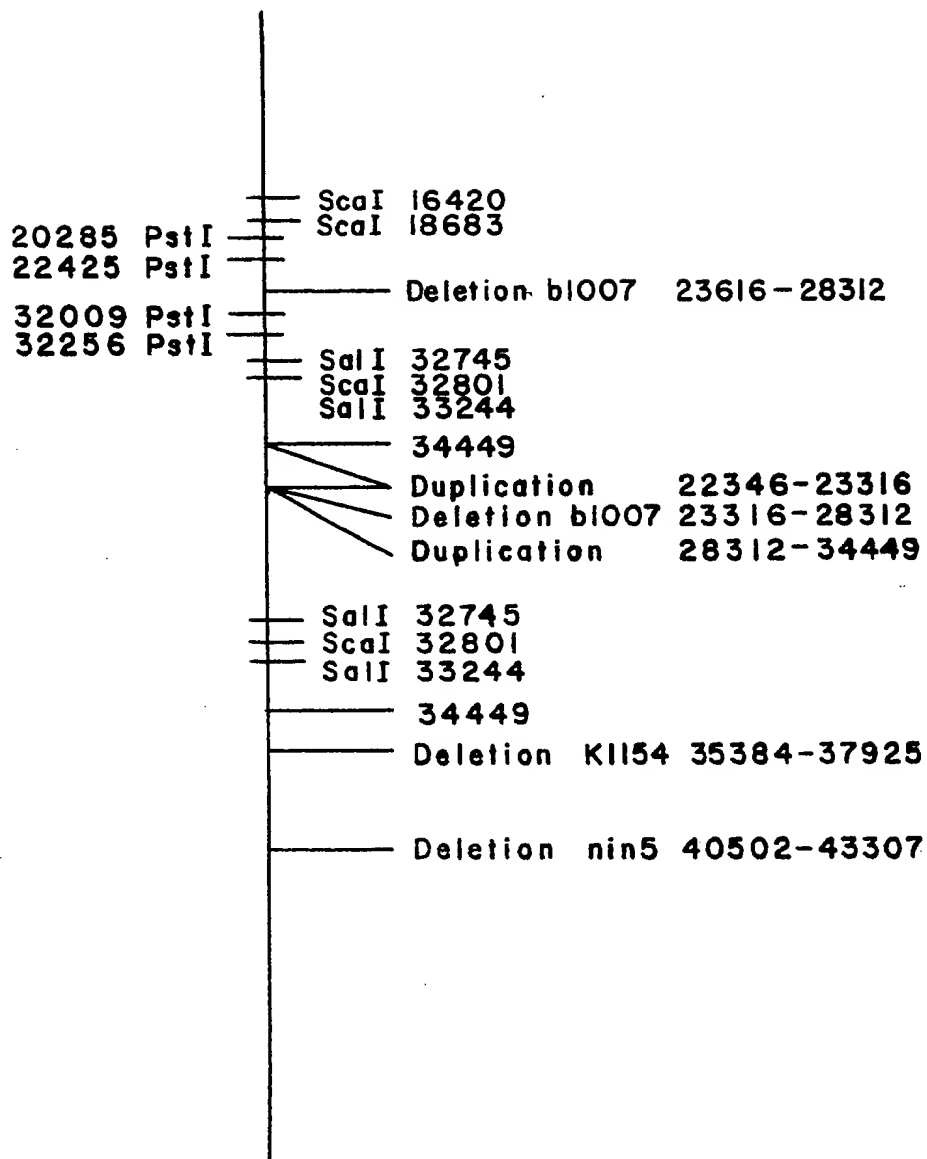 ScaI 16420
ScaI 18683
20285 PstI
22425 PstI
Deletion b1007 23616-28312
32009 PstI
32256 PstI
SalI 32745
ScaI 32801
SalI 33244
34449
Duplication 22346-23316
Deletion b1007 23316-28312
Duplication 28312-34449
SalI 32745
ScaI 32801
SalI 33244
34449
Deletion K1154 35384-37925
Deletion nin5 40502-43307